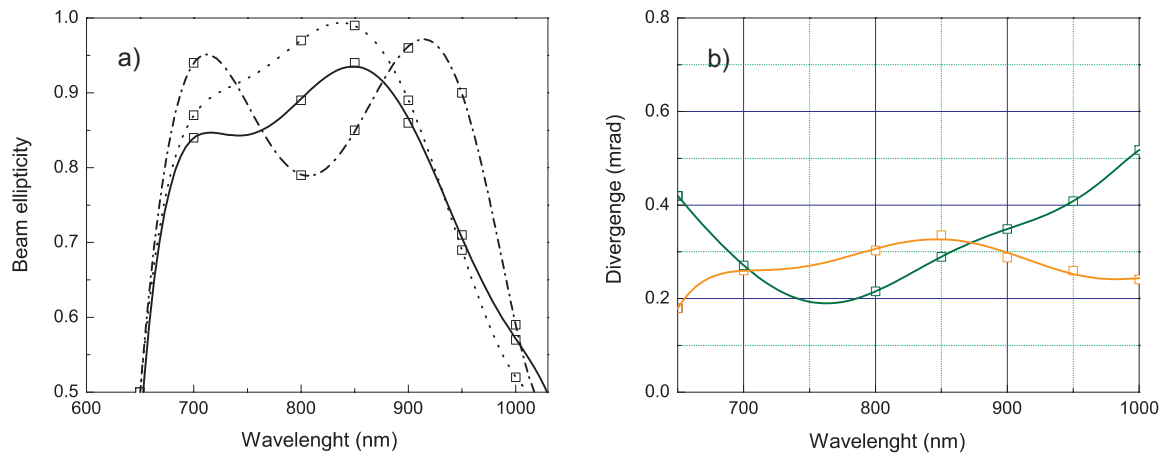 a)
1.0
0.9
0.8
0.7
0.6
0.5
Beam ellipticity
600 700 800 900 1000
Wavelenght (nm)
b)
0.8
0.6
0.4
0.2
0.0
Divergenge (mrad)
700 800 900 1000
Wavelenght (nm)